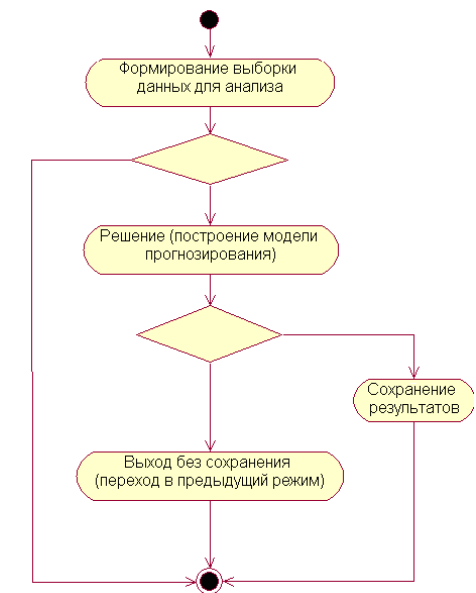 Формирование выборки
данных для анализа
Решение (построение модели
прогнозирования)
Сохранение
результатов
Выход без сохранения
(переход в предыдущий режим)